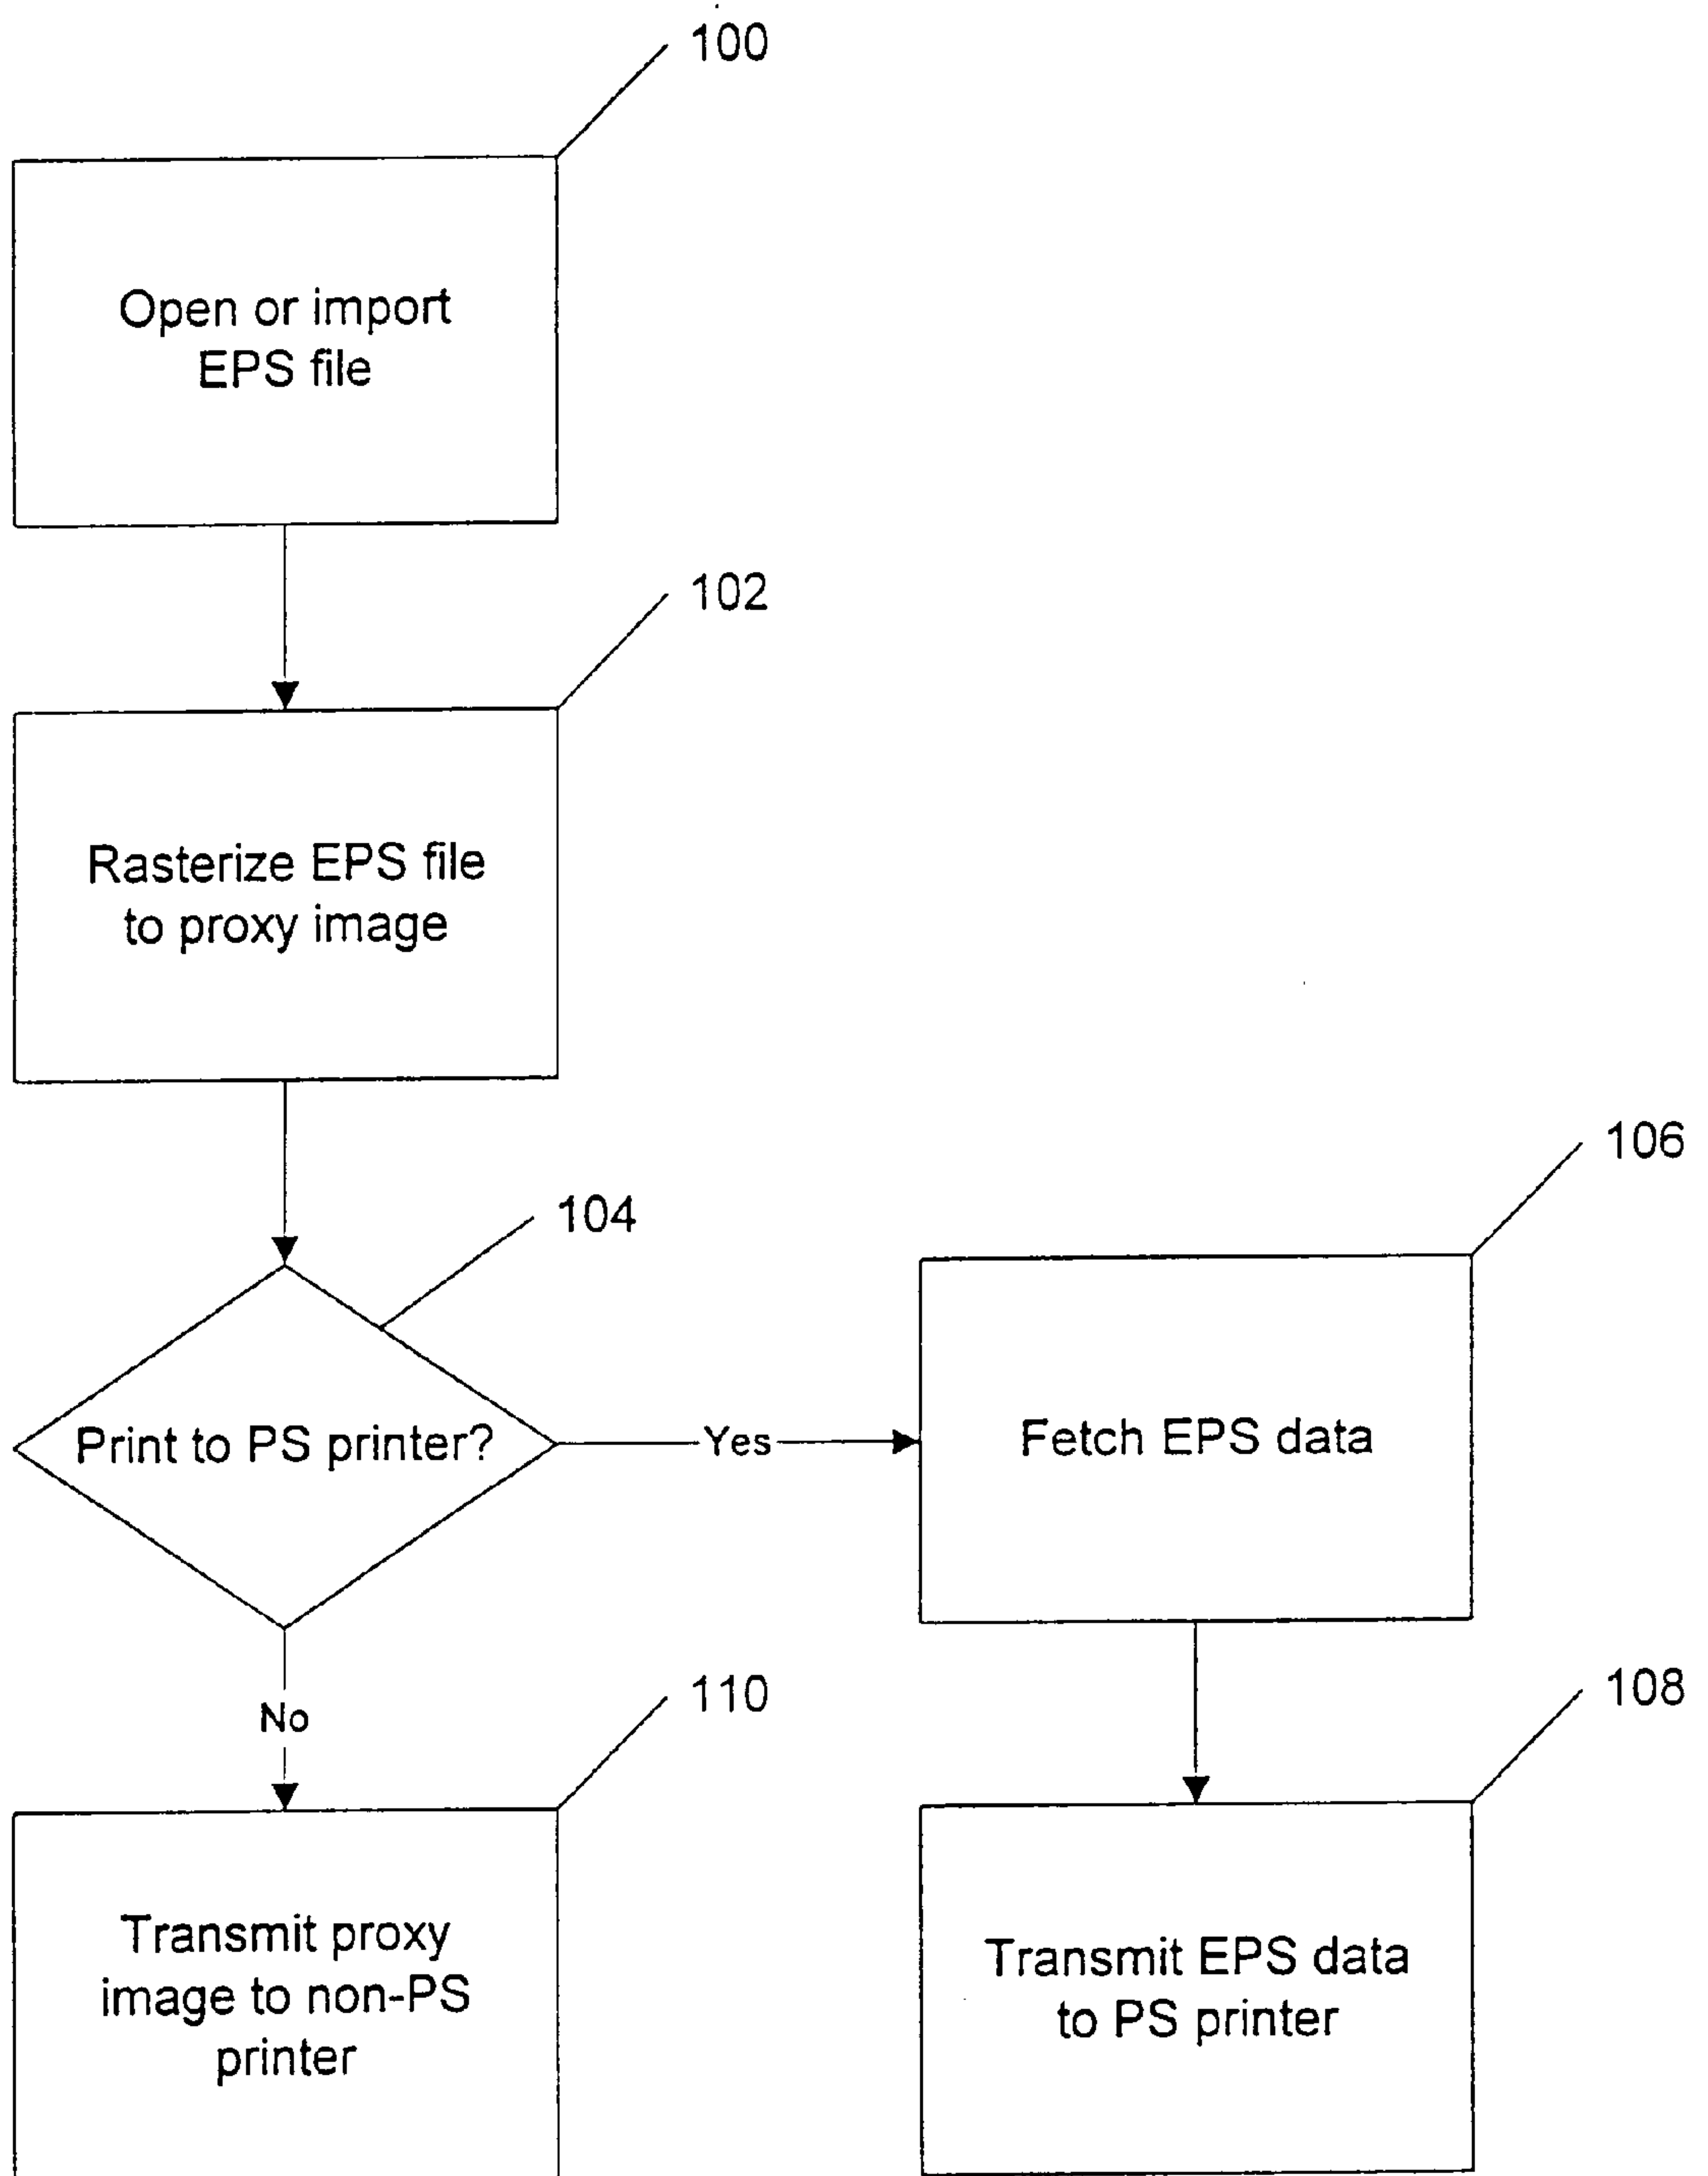 100
Open or import
EPS file
102
Rasterize EPS file
to proxy image
104
Print to PS printer?
Yes
106
Fetch EPS data
No
110
Transmit proxy
image to non-PS
printer
108
Transmit EPS data
to PS printer